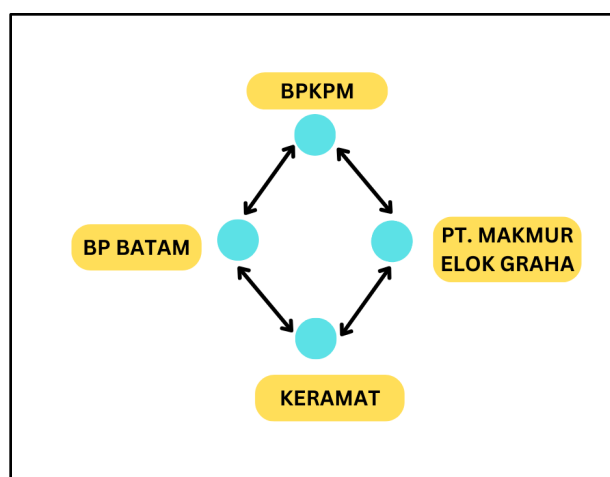 BPKPM
BP BATAM
PT. MAKMUR
ELOK GRAHA
KERAMAT